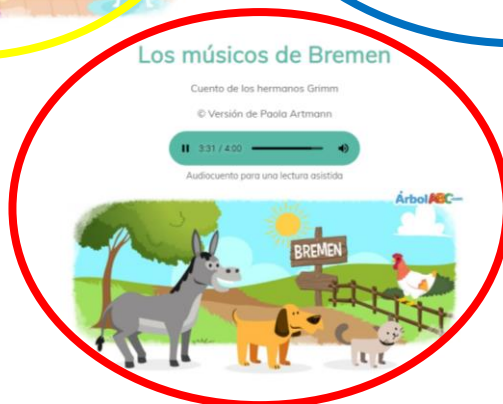 Los músicos de Bremen
Cuento de los hermanos Grimm
© Versión de Paola Artmann
3:31 / 4:00
Audiocuento para una lectura asistida
ÁrbolABC
BREMEN